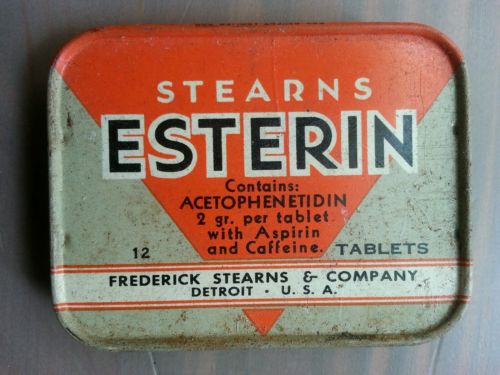 STEARNS
ESTERIN
Contains:
ACETOPHENETIDIN
2 gr. per tablet
with Aspirin
and Caffeine.
12 TABLETS
FREDERICK STEARNS & COMPANY
DETROIT · U. S. A.